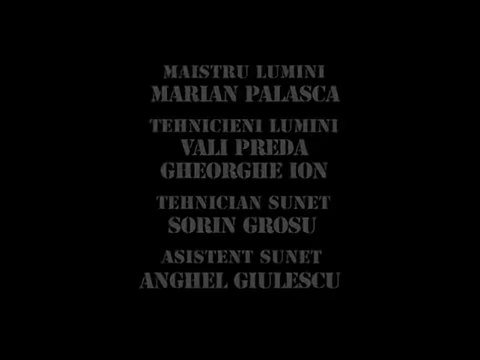 MAISTRU LUMINI
MARIAN PALASCA
TEHNICIENI LUMINI
VALI PREDA
GHEORGHE ION
TEHNICIAN SUNET
SORIN GROSU
ASISTENT SUNET
ANGHEL GIULESCU